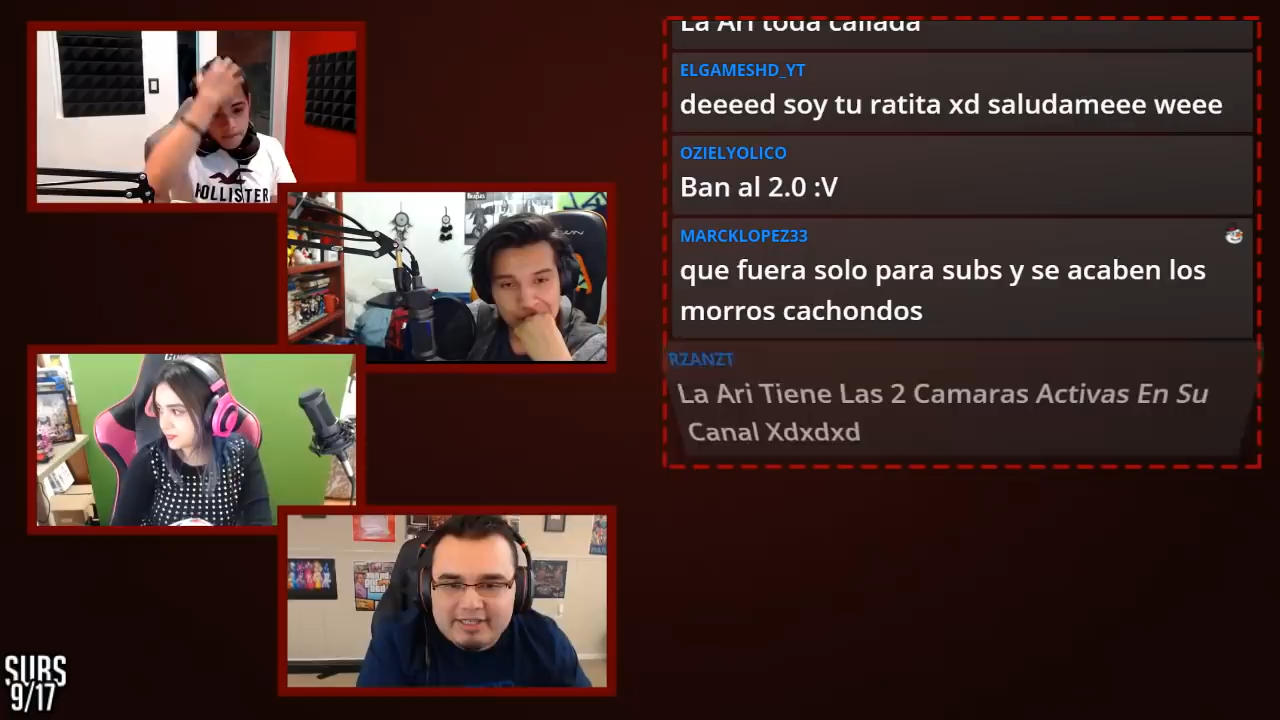 La Ari toda callada
ELGAMESHD_YT
deeeed soy tu ratita xd saludameee weee
OZIELYOLICO
Ban al 2.0 :V
MARCKLOPEZ33
que fuera solo para subs y se acaben los
morros cachondos
RZANZT
La Ari Tiene Las 2 Camaras Activas En Su
Canal Xdxdxd
HOLLISTER
SUBS
9/17